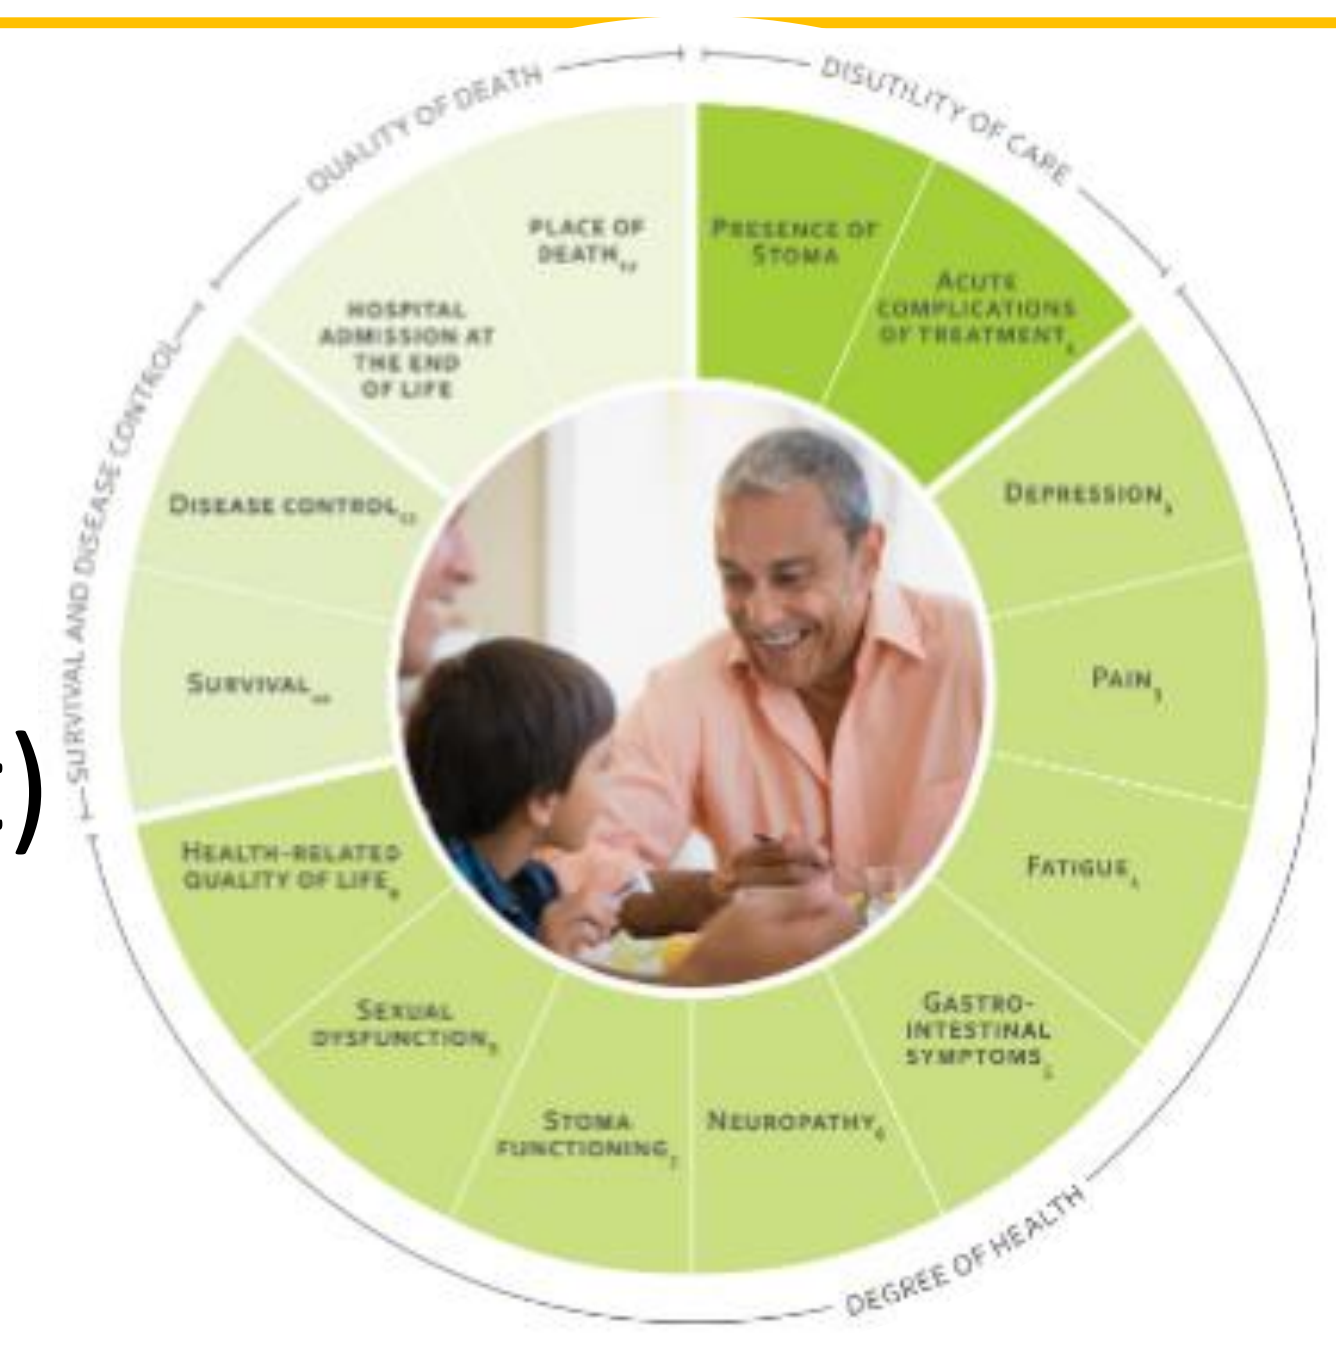 QUALITY OF DEATH
DISUTILITY OF CARE
PLACE OF
DEATH
PRESENCE OF
STOMA
ACUTE
COMPLICATIONS
OF TREATMENT
HOSPITAL
ADMISSION AT
THE END
OF LIFE
SURVIVAL AND DISEASE CONTROL
DISEASE CONTROL
DEPRESSION
SURVIVAL
PAIN
HEALTH-RELATED
QUALITY OF LIFE
FATIGUE
SEXUAL
DYSFUNCTION
GASTRO-
INTESTINAL
SYMPTOMS
STOMA
FUNCTIONING
NEUROPATHY
DEGREE OF HEALTH
)